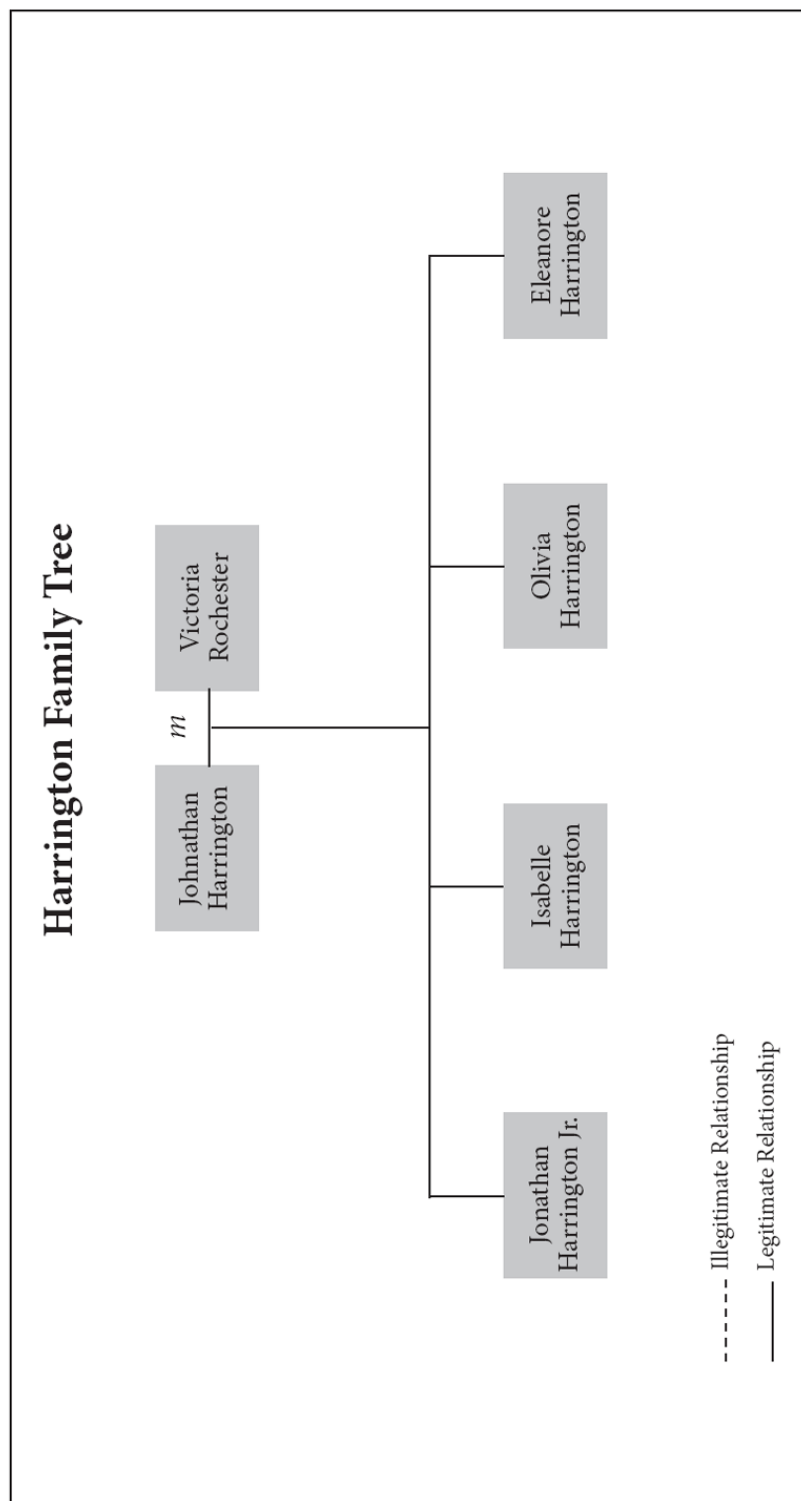 Harrington Family Tree
Johnathan
Harrington
m
Victoria
Rochester
Jonathan
Harrington Jr.
Isabelle
Harrington
Olivia
Harrington
Eleanore
Harrington
Illegitimate Relationship
Legitimate Relationship